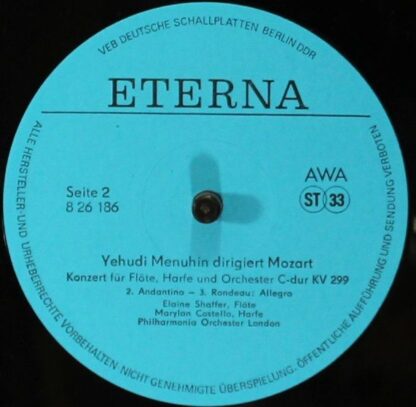 VEB DEUTSCHE SCHALLPLATTEN BERLIN DDR
ETERNA
Seite 2
8 26 186
AWA
ST 33
Yehudi Menuhin dirigiert Mozart
Konzert für Flöte, Harfe und Orchester C-dur KV 299
2. Andantino – 3. Rondeau: Allegro
Elaine Shaffer, Flöte
Marylan Costello, Harfe
Philharmonia Orchester London
ALLE HERSTELLER- UND URHEBERRECHTE VORBEHALTEN NICHT GENEHMIGTE ÜBERSPIELUNG-ÖFFENTLICHE AUFFÜHRUNG UND SENDUNG VERBOTEN